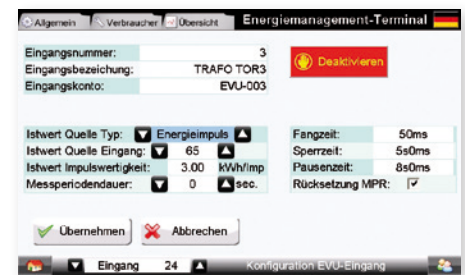 Allgemein Verbraucher Übersicht Energiemanagement-Terminal
Eingangsnummer: 3
Eingangsbezeichnung: TRAFO TOR3
Eingangskonto: EVU-003
Deaktivieren
Istwert Quelle Typ: Energieimpuls
Istwert Quelle Eingang: 65
Istwert Impulswertigkeit: 3.00 kWh/Imp
Messperiodendauer: 0 sec.
Fangzeit: 50ms
Sperrzeit: 5s0ms
Pausenzeit: 8s0ms
Rücksetzung MPR:
Übernehmen Abbrechen
Eingang 24 Konfiguration EVU-Eingang